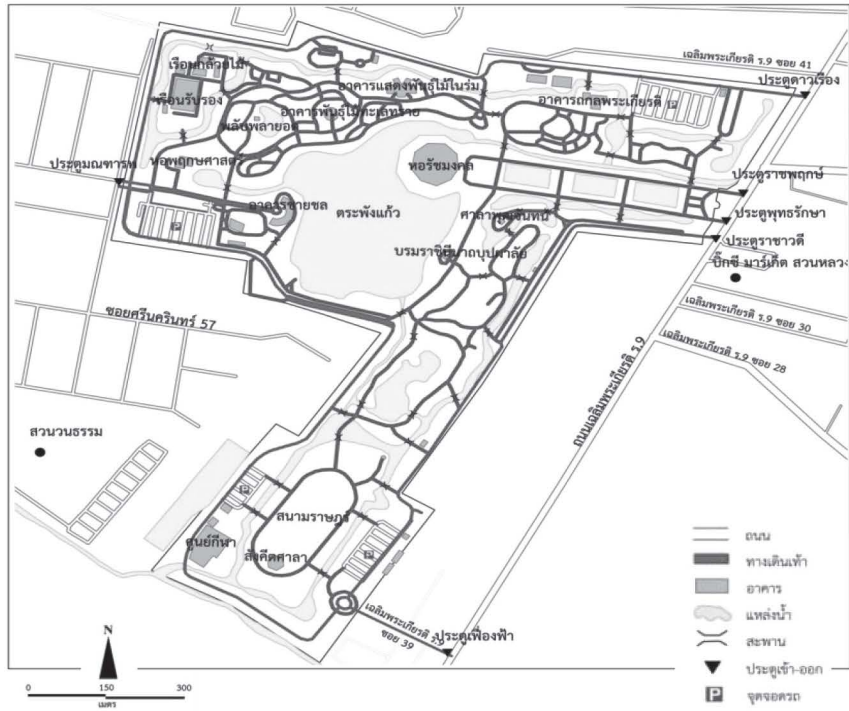 เฉลิมพระเกียรติ ร.9 ซอย 41
ประตูดาวเรือง
เรือนกล้วยไม้
อาคารแสดงพันธุ์ไม้ในร่ม
เรือนรับรอง
อาคารถกลพระเกียรติ
P
อาคารพันธุ์ไม้ทะเลทราย
พลับพลายอด
หอพฤกษศาสตร์
หอรัชมงคล
ประตูมณฑารพ
ประตูราชพฤกษ์
อาคารชายชล
ตระพังแก้ว
ประตูพุทธรักษา
P
ประตูราชาวดี
บิ๊กซี มาร์เก็ต สวนหลวง
ซอยศรีนครินทร์ 57
เฉลิมพระเกียรติ ร.9 ซอย 30
เฉลิมพระเกียรติ ร.9 ซอย 28
ถนนเฉลิมพระเกียรติ ร.9
สวนวนธรรม
P
สนามราษฎร์
ศูนย์กีฬา
สังคีตศาลา
P
เฉลิมพระเกียรติ ร.9
ซอย 39
ประตูเฟื่องฟ้า
ถนน
ทางเดินเท้า
อาคาร
แหล่งน้ำ
สะพาน
ประตูเข้า-ออก
P จุดจอดรถ
N
0 150 300
เมตร